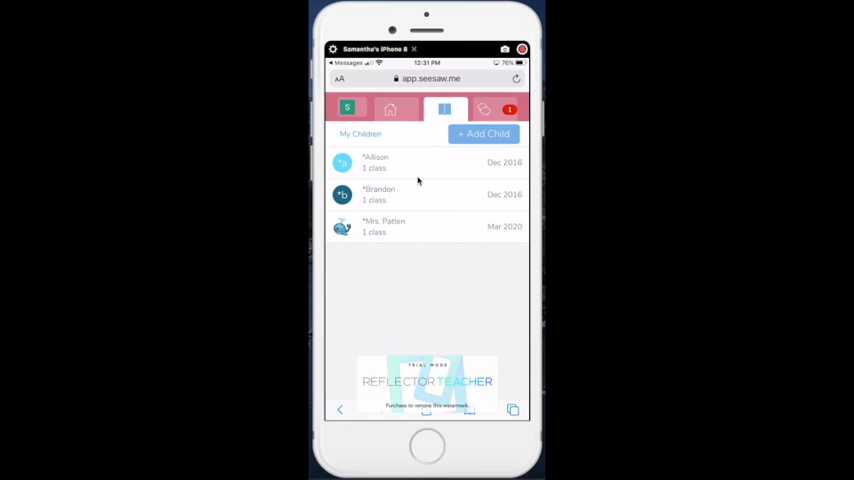 Samantha's iPhone 8
Messages 12:31 PM 76%
AA app.seesaw.me
S 1
My Children + Add Child
*a *Allison Dec 2016
1 class
*b *Brandon Dec 2016
1 class
*Mrs. Patten Mar 2020
1 class
TRIAL MODE
REFLECTORTEACHER
Purchase to remove this watermark.